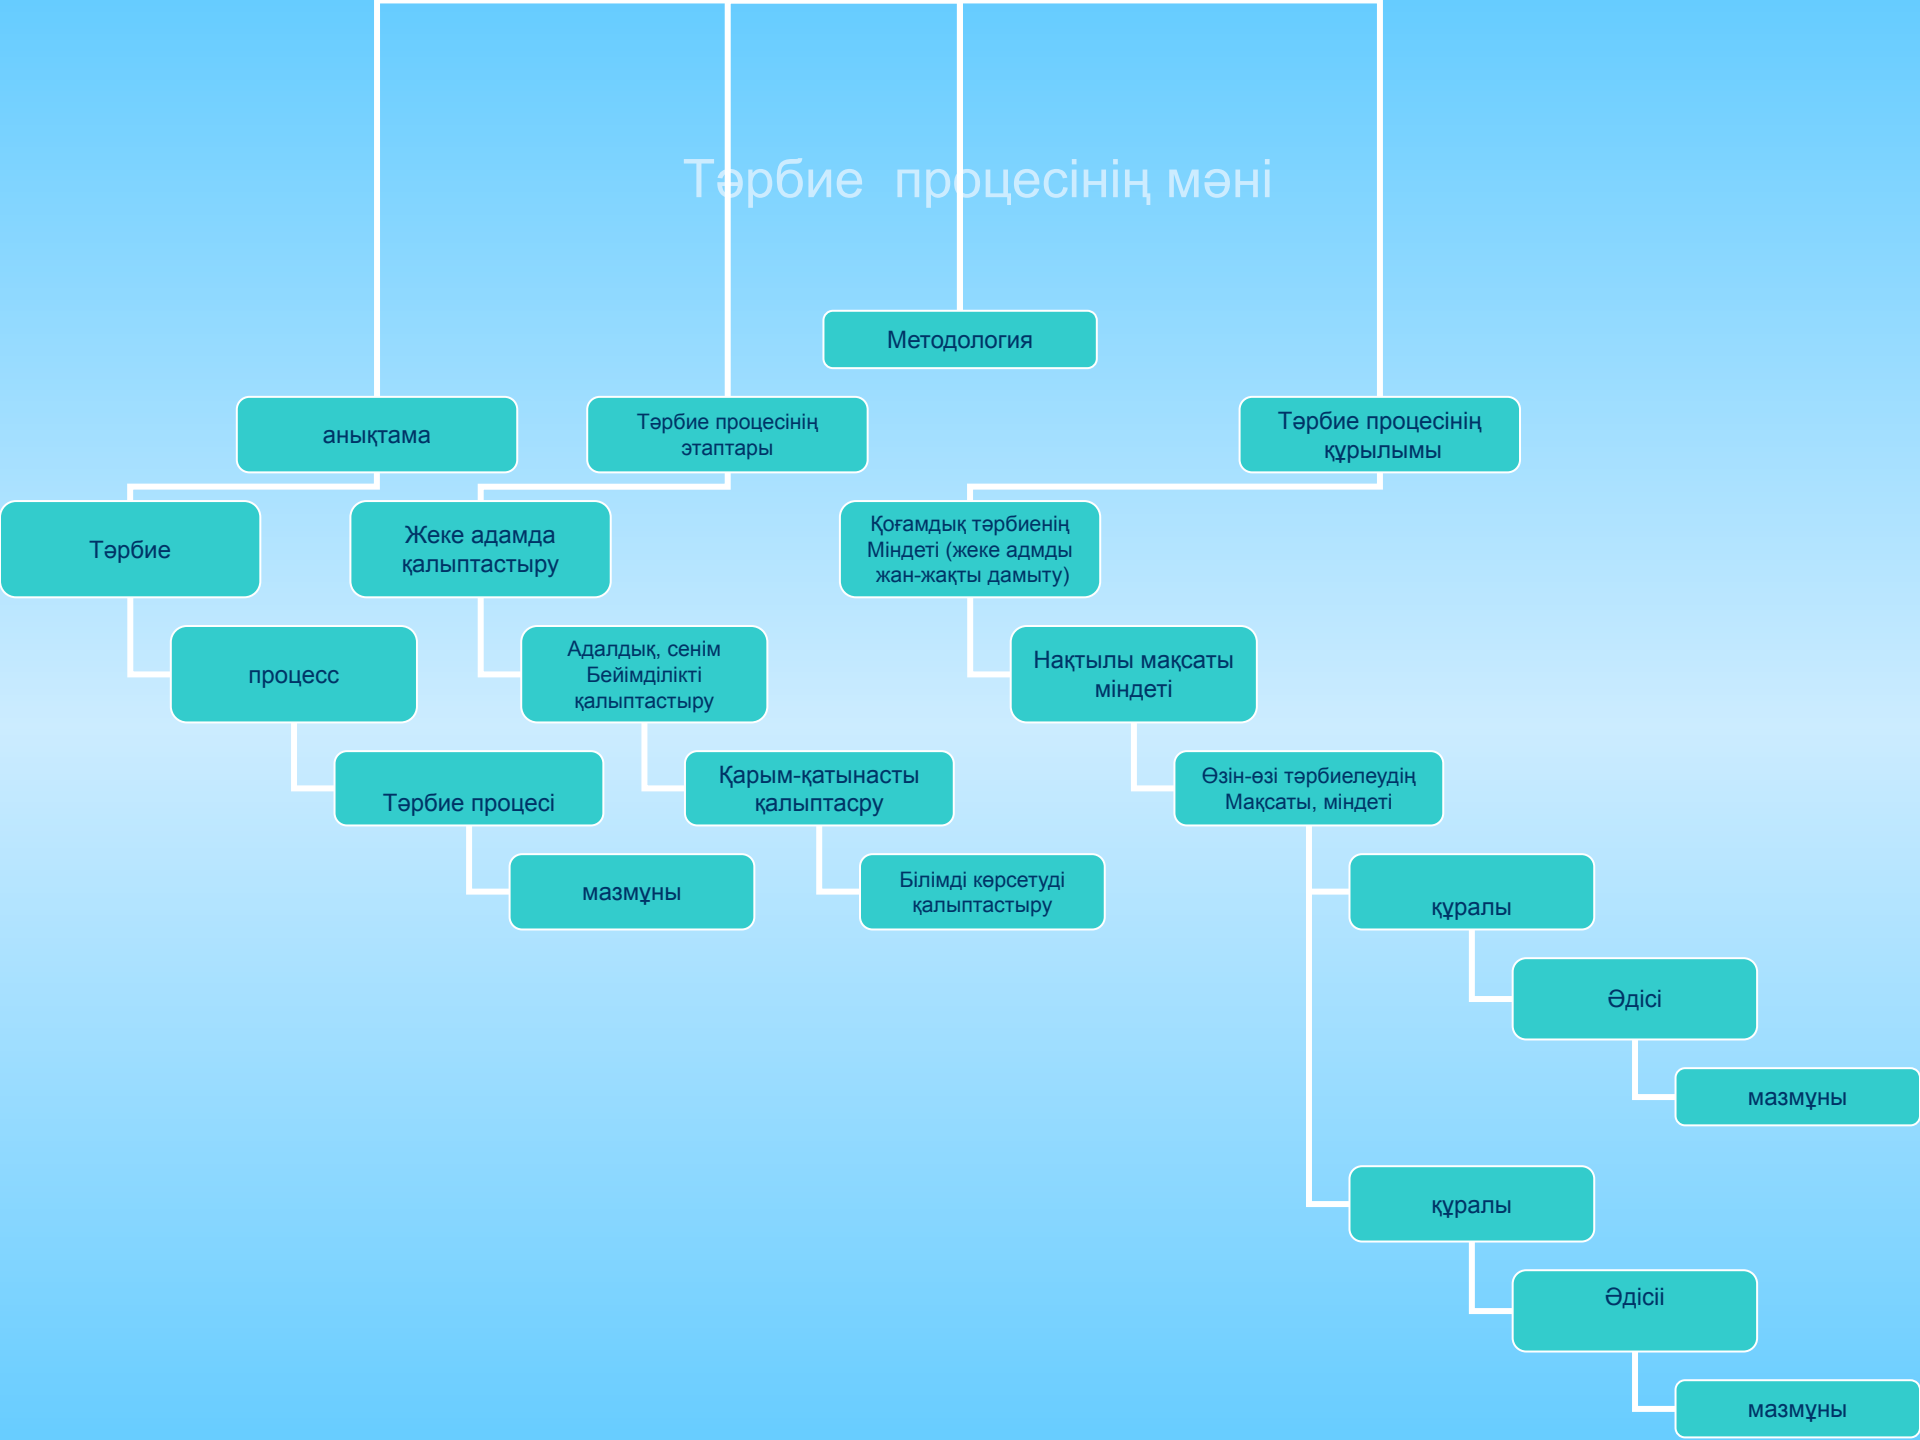 Тәрбие  процесінің мәні
Методология
анықтама
Тәрбие процесінің
этаптары
Тәрбие процесінің
құрылымы
Тәрбие
Жеке адамда
қалыптастыру
Қоғамдық тәрбиенің
Міндеті (жеке адмды
жан-жақты дамыту)
процесс
Адалдық, сенім
Бейімділікті
қалыптастыру
Нақтылы мақсаты
міндеті
Тәрбие процесі
Қарым-қатынасты
қалыптасру
Өзін-өзі тәрбиелеудің
Мақсаты, міндеті
мазмұны
Білімді көрсетуді
қалыптастыру
құралы
Әдісі
мазмұны
құралы
Әдісіі
мазмұны